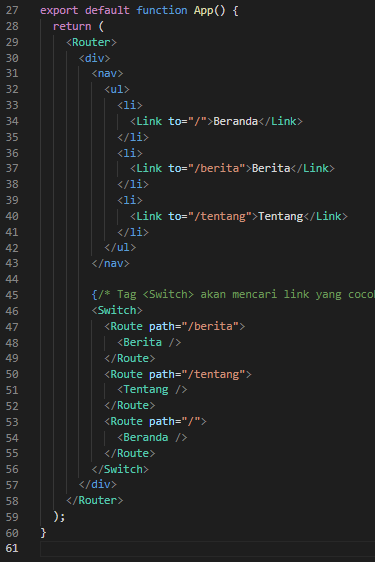 27 export default function App() {
28   return (
29     <Router>
30       <div>
31         <nav>
32           <ul>
33             <li>
34               <Link to="/">Beranda</Link>
35             </li>
36             <li>
37               <Link to="/berita">Berita</Link>
38             </li>
39             <li>
40               <Link to="/tentang">Tentang</Link>
41             </li>
42           </ul>
43         </nav>
44
45         {/* Tag <Switch> akan mencari link yang
46         <Switch>
47           <Route path="/berita">
48             <Berita />
49           </Route>
50           <Route path="/tentang">
51             <Tentang />
52           </Route>
53           <Route path="/">
54             <Beranda />
55           </Route>
56         </Switch>
57       </div>
58     </Router>
59   );
60 }
61